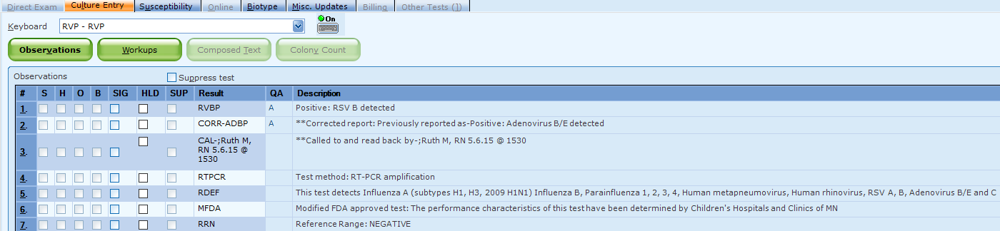 Direct Exam Culture Entry Susceptibility Online Biotype Misc. Updates Billing Other Tests (])
Keyboard RVP - RVP On
Observations Workups Composed Text Colony Count
Observations Suppress test
# S H O B SIG HLD SUP Result QA Description
1. RVBP A Positive: RSV B detected
2. CORR-ADBP A **Corrected report: Previously reported as-Positive: Adenovirus B/E detected
3. CAL-;Ruth M, **Called to and read back by-;Ruth M, RN 5.6.15 @ 1530
RN 5.6.15 @
1530
4. RTPCR Test method: RT-PCR amplification
5. RDEF This test detects Influenza A (subtypes H1, H3, 2009 H1N1) Influenza B, Parainfluenza 1, 2, 3, 4, Human metapneumovirus, Human rhinovirus, RSV A, B, Adenovirus B/E and C
6. MFDA Modified FDA approved test: The performance characteristics of this test have been determined by Children's Hospitals and Clinics of MN
7. RRN Reference Range: NEGATIVE